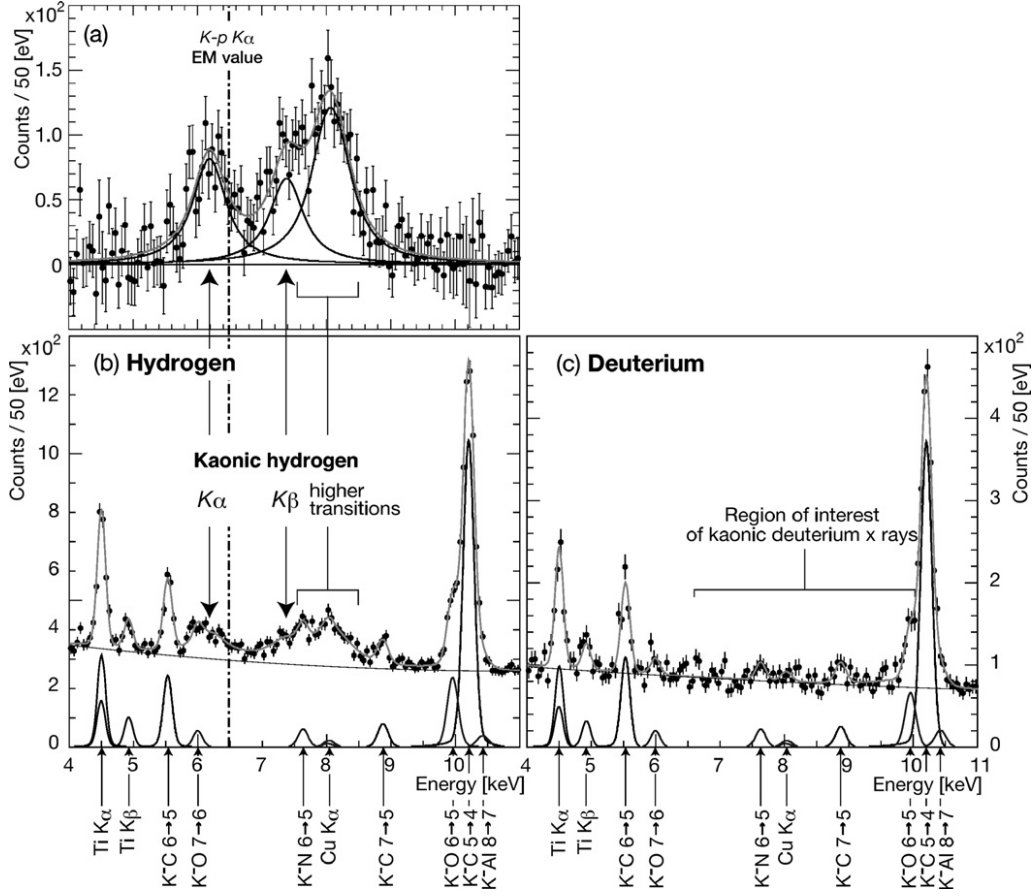 ×10²
(a)
K-p Kα
EM value
Counts / 50 [eV]
1.5
1.0
0.5
0
×10²
(b) Hydrogen
Counts / 50 [eV]
12
10
8
6
4
2
0
Kaonic hydrogen
Kα
Kβ
higher
transitions
4 5 6 7 8 9 10
Energy [keV]
Ti Kα
Ti Kβ
K⁻C 6→5
K⁻O 7→6
K⁻N 6→5
Cu Kα
K⁻C 7→5
K⁻O 6→5
K⁻C 5→4
K⁻Al 8→7
(c) Deuterium
×10²
Counts / 50 [eV]
4
2
0
Region of interest
of kaonic deuterium x rays
4 5 6 7 8 9 10 11
Energy [keV]
Ti Kα
Ti Kβ
K⁻C 6→5
K⁻O 7→6
K⁻N 6→5
Cu Kα
K⁻C 7→5
K⁻O 6→5
K⁻C 5→4
K⁻Al 8→7